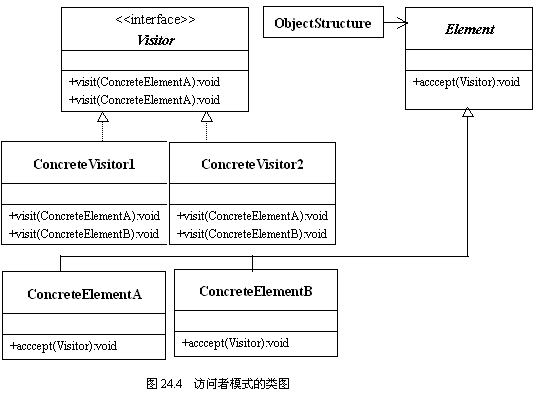 <<interface>>
Visitor
+visit(ConcreteElementA):void
+visit(ConcreteElementA):void
ObjectStructure
Element
+acccept(Visitor):void
ConcreteVisitor1
+visit(ConcreteElementA):void
+visit(ConcreteElementB):void
ConcreteVisitor2
+visit(ConcreteElementA):void
+visit(ConcreteElementB):void
ConcreteElementA
+acccept(Visitor):void
ConcreteElementB
+acccept(Visitor):void
图 24.4 访问者模式的类图